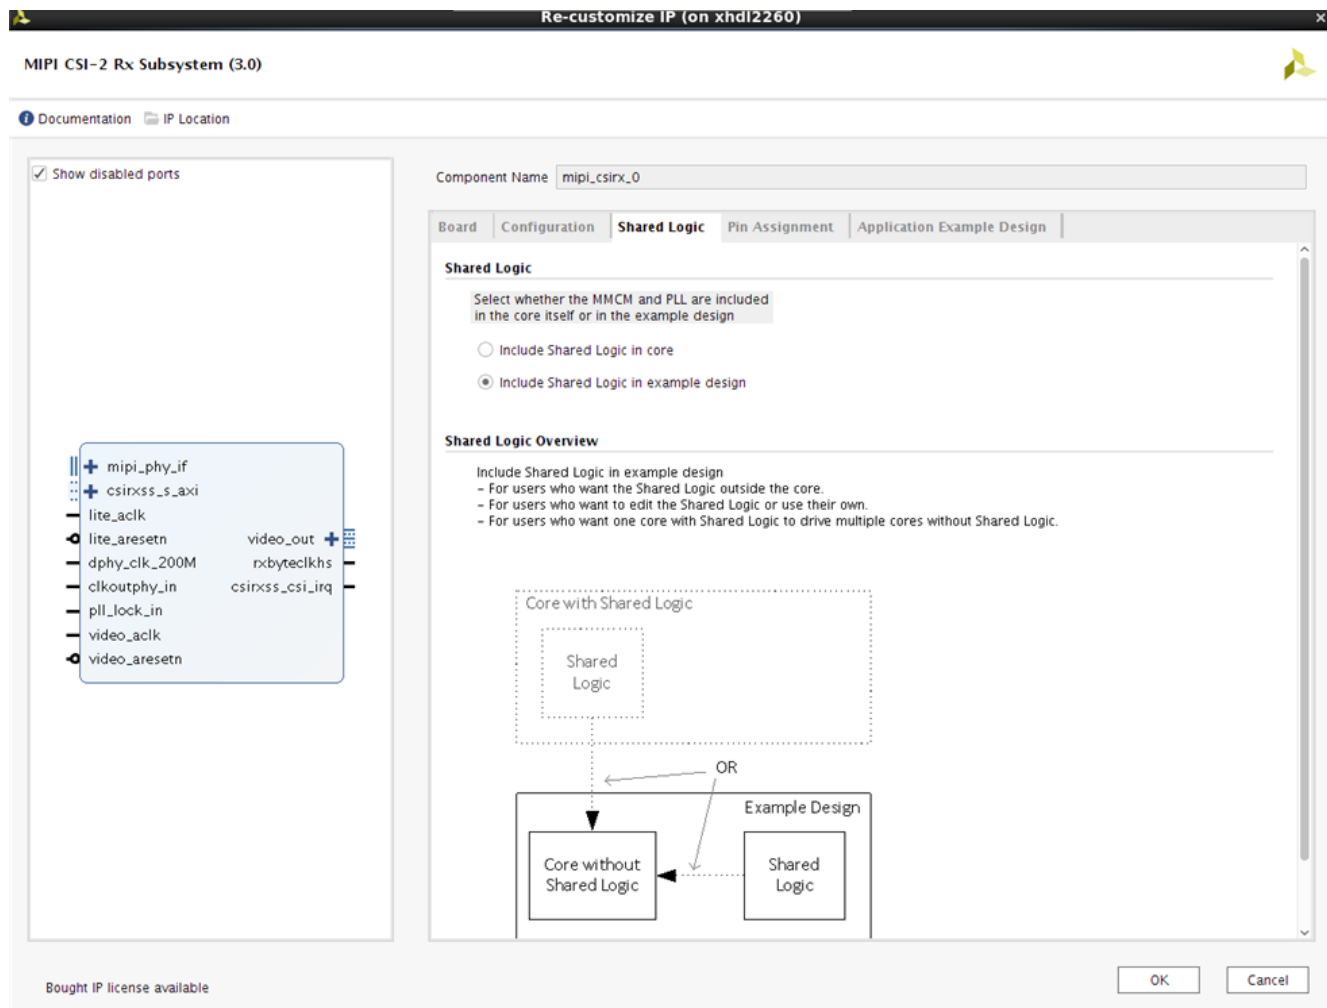 Re-customize IP (on xhdl2260)
MIPI CSI-2 Rx Subsystem (3.0)
Documentation IP Location
Show disabled ports
mipi_phy_if
csirxss_s_axi
lite_aclk
lite_aresetn
dphy_clk_200M
clkoutphy_in
pll_lock_in
video_aclk
video_aresetn
video_out
rxbyteclkhs
csirxss_csi_irq
Component Name mipi_csirx_0
Board Configuration Shared Logic Pin Assignment Application Example Design
Shared Logic
Select whether the MMCM and PLL are included
in the core itself or in the example design
Include Shared Logic in core
Include Shared Logic in example design
Shared Logic Overview
Include Shared Logic in example design
- For users who want the Shared Logic outside the core.
- For users who want to edit the Shared Logic or use their own.
- For users who want one core with Shared Logic to drive multiple cores without Shared Logic.
Core with Shared Logic
Shared
Logic
OR
Example Design
Core without
Shared Logic
Shared
Logic
Bought IP license available
OK Cancel